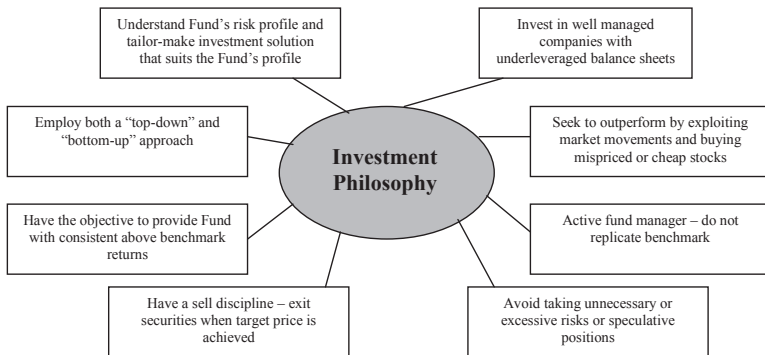 Understand Fund's risk profile and
tailor-make investment solution
that suits the Fund's profile
Invest in well managed
companies with
underleveraged balance sheets
Employ both a “top-down” and
“bottom-up” approach
Investment
Philosophy
Seek to outperform by exploiting
market movements and buying
mispriced or cheap stocks
Have the objective to provide Fund
with consistent above benchmark
returns
Active fund manager – do not
replicate benchmark
Have a sell discipline – exit
securities when target price is
achieved
Avoid taking unnecessary or
excessive risks or speculative
positions